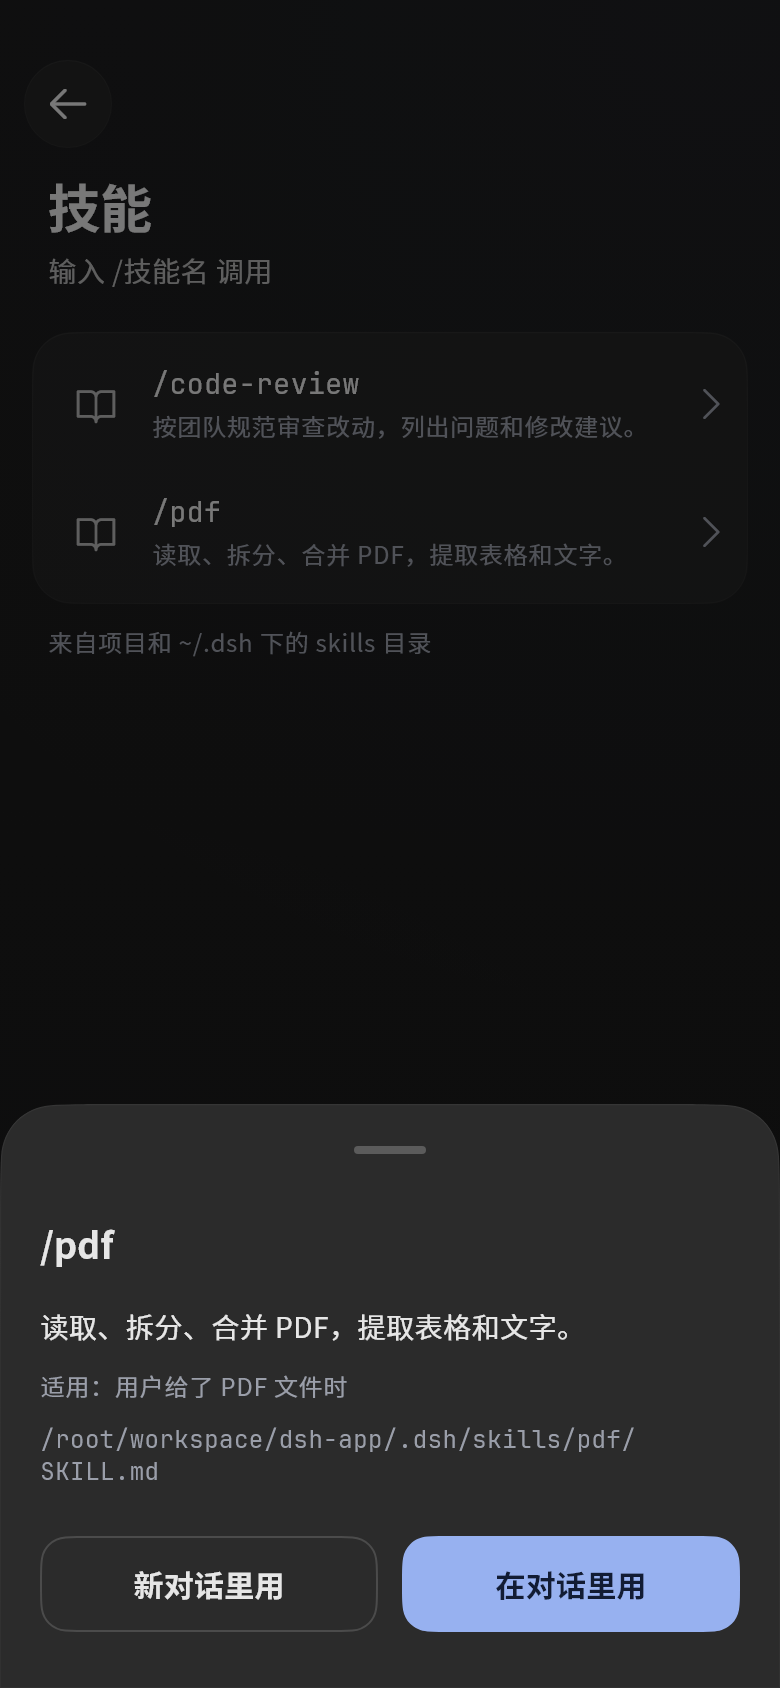 技能
输入 /技能名 调用
/code-review
按团队规范审查改动，列出问题和修改建议。
/pdf
读取、拆分、合并 PDF，提取表格和文字。
来自项目和 ~/.dsh 下的 skills 目录
/pdf
读取、拆分、合并 PDF，提取表格和文字。
适用：用户给了 PDF 文件时
/root/workspace/dsh-app/.dsh/skills/pdf/
SKILL.md
新对话里用
在对话里用